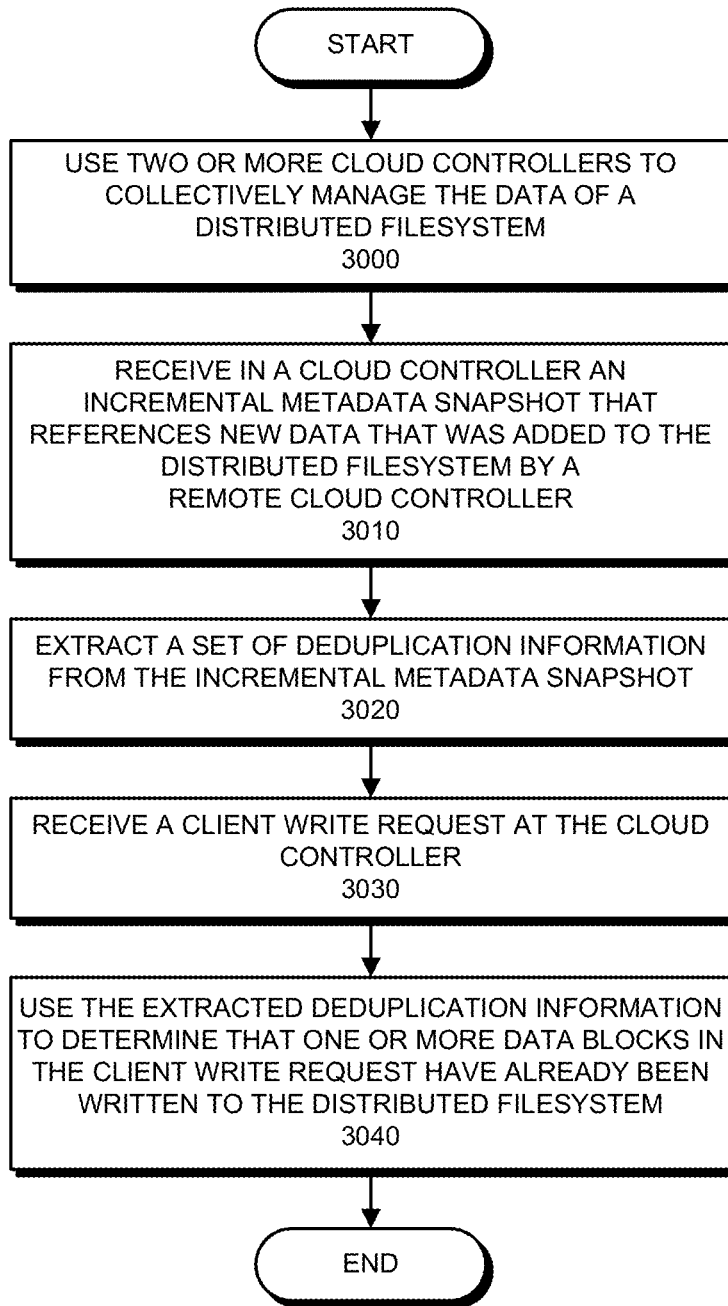 START
USE TWO OR MORE CLOUD CONTROLLERS TO
COLLECTIVELY MANAGE THE DATA OF A
DISTRIBUTED FILESYSTEM
3000
RECEIVE IN A CLOUD CONTROLLER AN
INCREMENTAL METADATA SNAPSHOT THAT
REFERENCES NEW DATA THAT WAS ADDED TO THE
DISTRIBUTED FILESYSTEM BY A
REMOTE CLOUD CONTROLLER
3010
EXTRACT A SET OF DEDUPLICATION INFORMATION
FROM THE INCREMENTAL METADATA SNAPSHOT
3020
RECEIVE A CLIENT WRITE REQUEST AT THE CLOUD
CONTROLLER
3030
USE THE EXTRACTED DEDUPLICATION INFORMATION
TO DETERMINE THAT ONE OR MORE DATA BLOCKS IN
THE CLIENT WRITE REQUEST HAVE ALREADY BEEN
WRITTEN TO THE DISTRIBUTED FILESYSTEM
3040
END